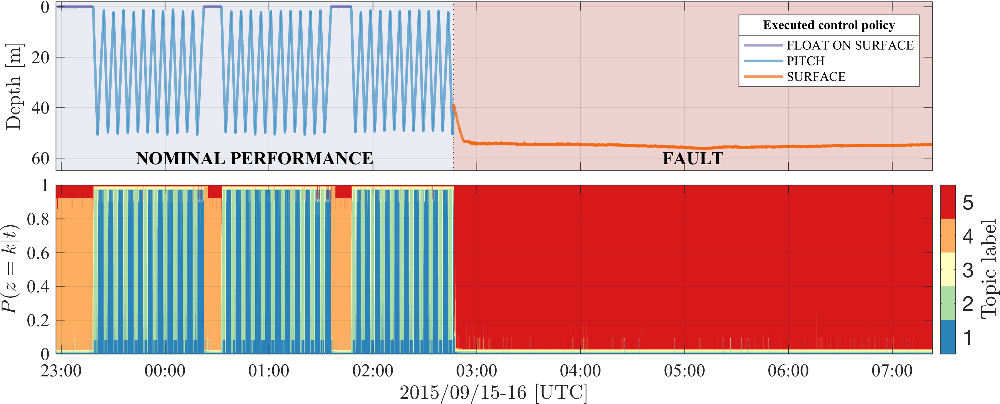 0
20
40
60
Depth [m]
Executed control policy
FLOAT ON SURFACE
PITCH
SURFACE
NOMINAL PERFORMANCE
FAULT
1
0.8
0.6
0.4
0.2
0
P(z = k|t)
5
4
3
2
1
Topic label
23:00 00:00 01:00 02:00 03:00 04:00 05:00 06:00 07:00
2015/09/15-16 [UTC]